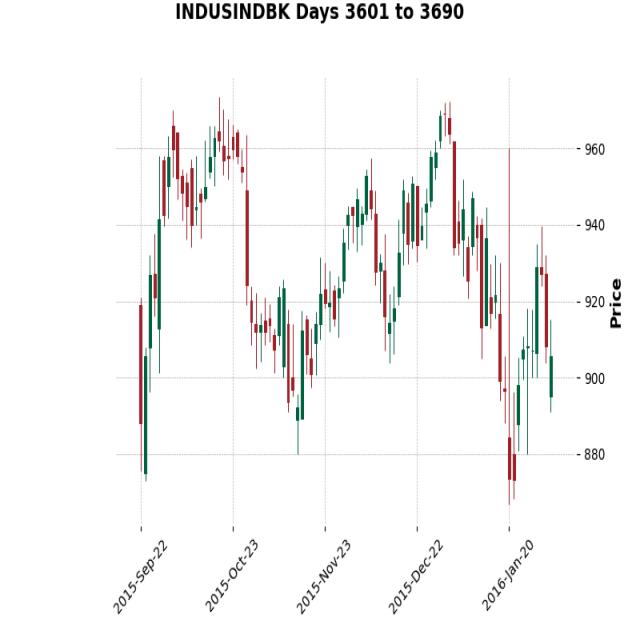 INDUSINDBK Days 3601 to 3690
960
940
920
900
880
Price
2015-Sep-22
2015-Oct-23
2015-Nov-23
2015-Dec-22
2016-Jan-20